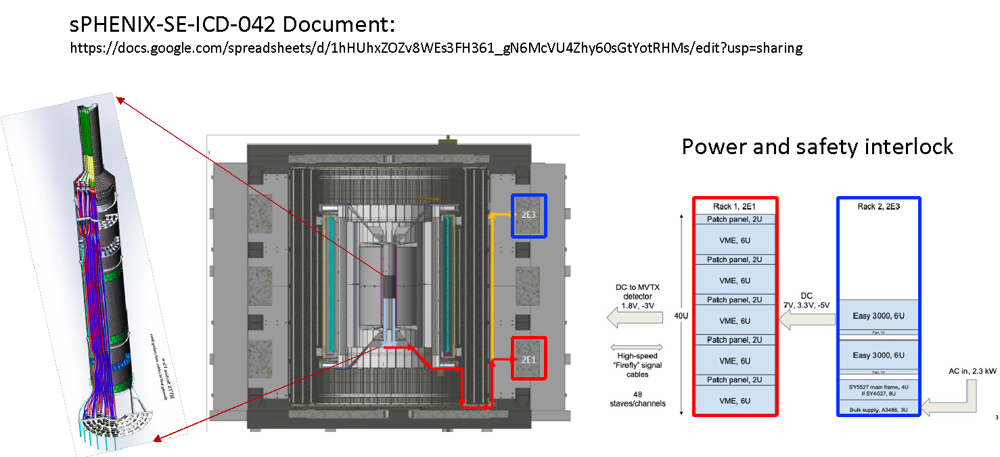 sPHENIX-SE-ICD-042 Document:
https://docs.google.com/spreadsheets/d/1hHUhxZOZv8WEs3FH361_gN6McVU4Zhy60sGtYotRHMs/edit?usp=sharing
2E3
2E1
Power and safety interlock
DC to MVTX
detector
1.8V, -3V
High-speed
"Firefly" signal
cables
48
staves/channels
40U
Rack 1, 2E1
Patch panel, 2U
VME, 6U
Patch panel, 2U
VME, 6U
Patch panel, 2U
VME, 6U
Patch panel, 2U
VME, 6U
Patch panel, 2U
VME, 6U
DC
7V, 3.3V, -5V
Rack 2, 2E3
Easy 3000, 6U
Fan, 1U
Easy 3000, 6U
Fan, 1U
SY5527 main frame, 4U
If SY4527, 8U
Bulk supply, A3486, 3U
AC in, 2.3 kW
3